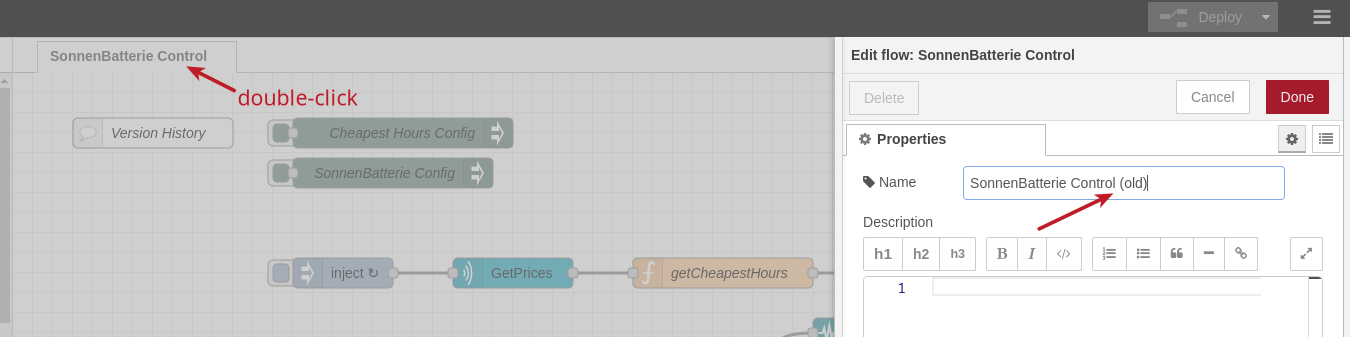 Deploy
SonnenBatterie Control
double-click
Version History
Cheapest Hours Config
SonnenBatterie Config
inject ↻
GetPrices
getCheapestHours
Edit flow: SonnenBatterie Control
Delete
Cancel
Done
Properties
Name
SonnenBatterie Control (old)
Description
h1 h2 h3 B I </>
1